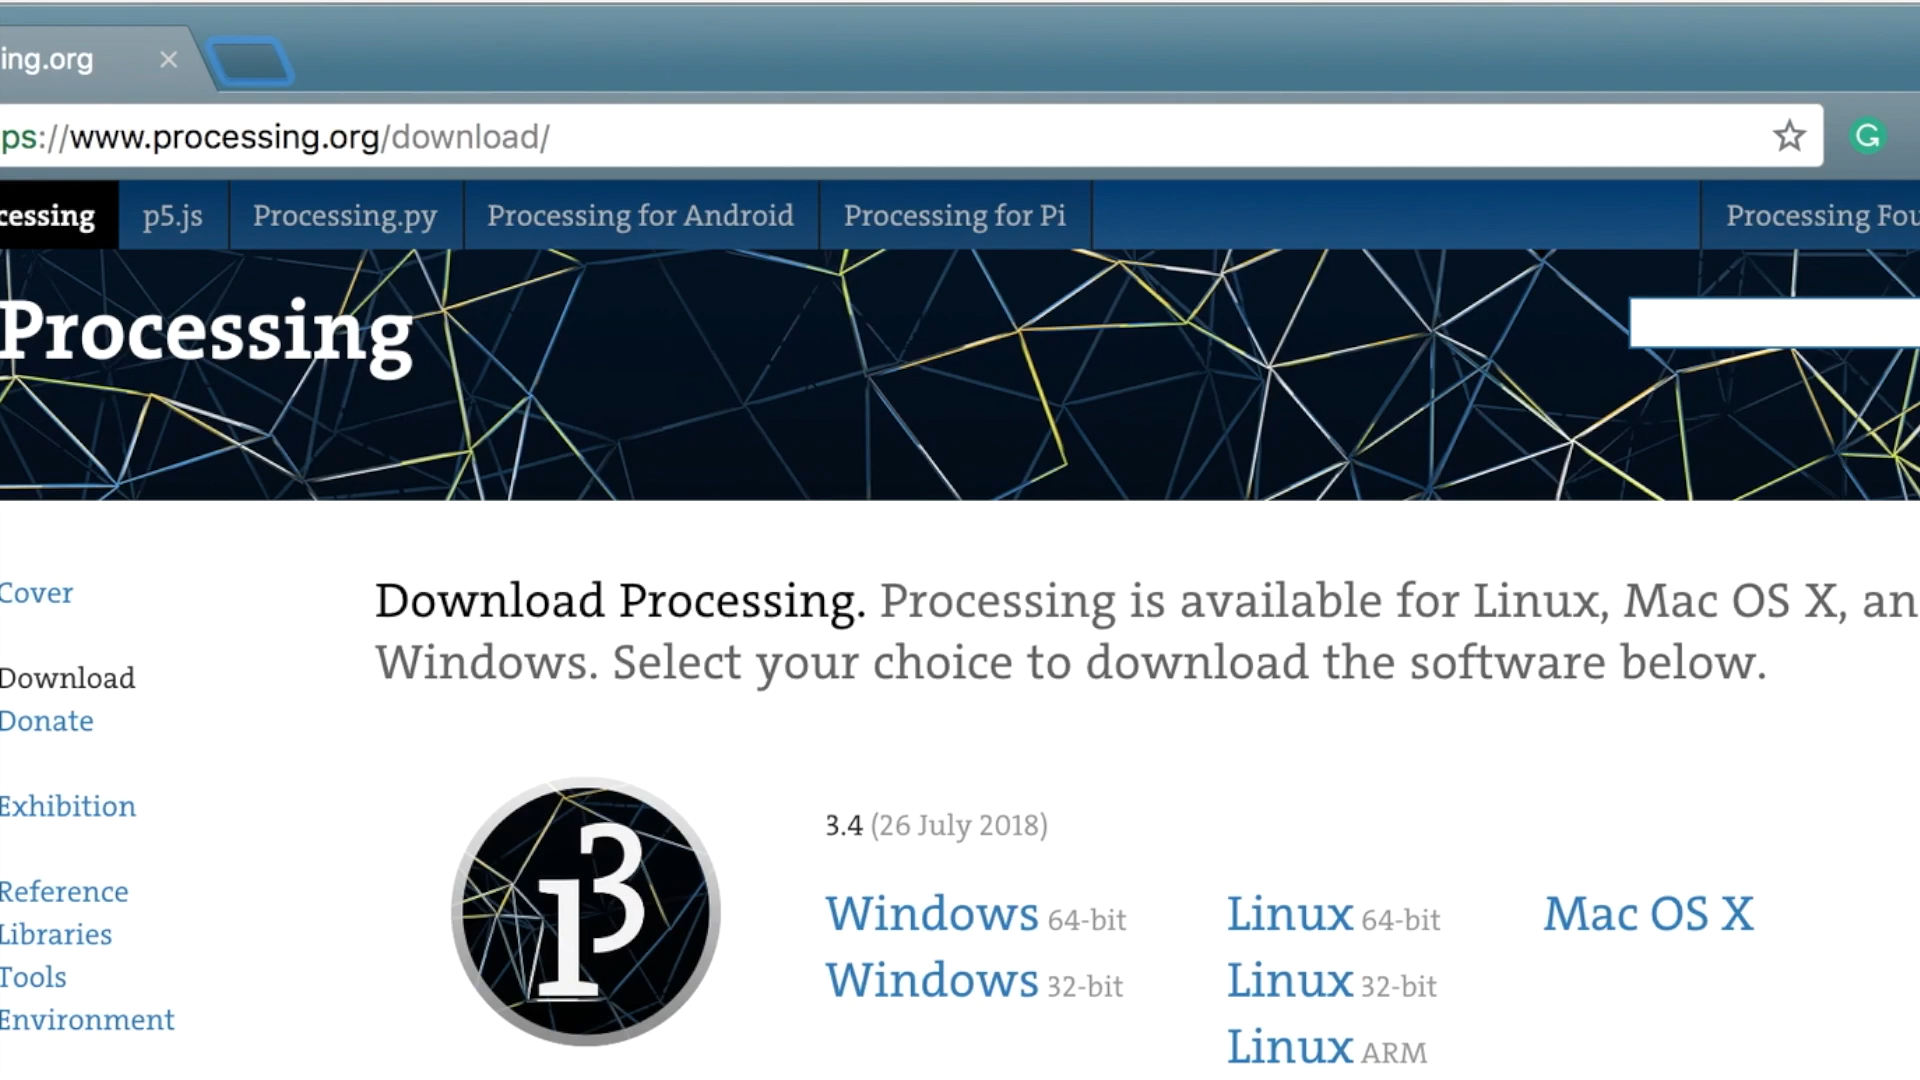 ing.org
ps://www.processing.org/download/
cessing p5.js Processing.py Processing for Android Processing for Pi Processing Fou
Processing
Cover
Download
Donate
Exhibition
Reference
Libraries
Tools
Environment
Download Processing. Processing is available for Linux, Mac OS X, an
Windows. Select your choice to download the software below.
3
1
3.4 (26 July 2018)
Windows 64-bit Linux 64-bit Mac OS X
Windows 32-bit Linux 32-bit
Linux ARM